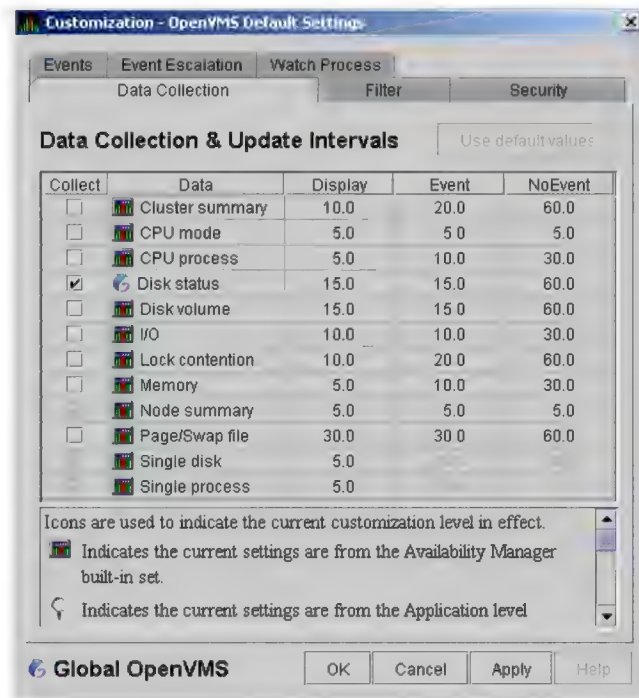 Customization - OpenVMS Default Settings
Events Event Escalation Watch Process
Data Collection Filter Security
Data Collection & Update Intervals Use default values
Collect Data Display Event NoEvent
Cluster summary 10.0 20.0 60.0
CPU mode 5.0 5.0 5.0
CPU process 5.0 10.0 30.0
Disk status 15.0 15.0 60.0
Disk volume 15.0 15.0 60.0
I/O 10.0 10.0 30.0
Lock contention 10.0 20.0 60.0
Memory 5.0 10.0 30.0
Node summary 5.0 5.0 5.0
Page/Swap file 30.0 30.0 60.0
Single disk 5.0
Single process 5.0
Icons are used to indicate the current customization level in effect.
Indicates the current settings are from the Availability Manager
built-in set.
Indicates the current settings are from the Application level
Global OpenVMS OK Cancel Apply Help